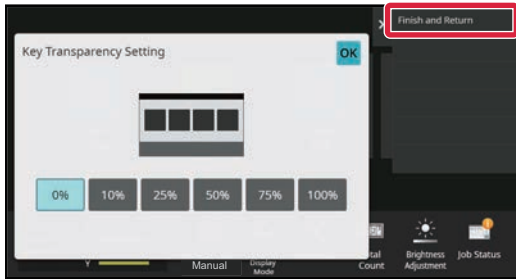 Finish and Return
Key Transparency Setting
OK
0%
10%
25%
50%
75%
100%
Y
Manual
Display
Mode
Count
Brightness
Adjustment
Job Status